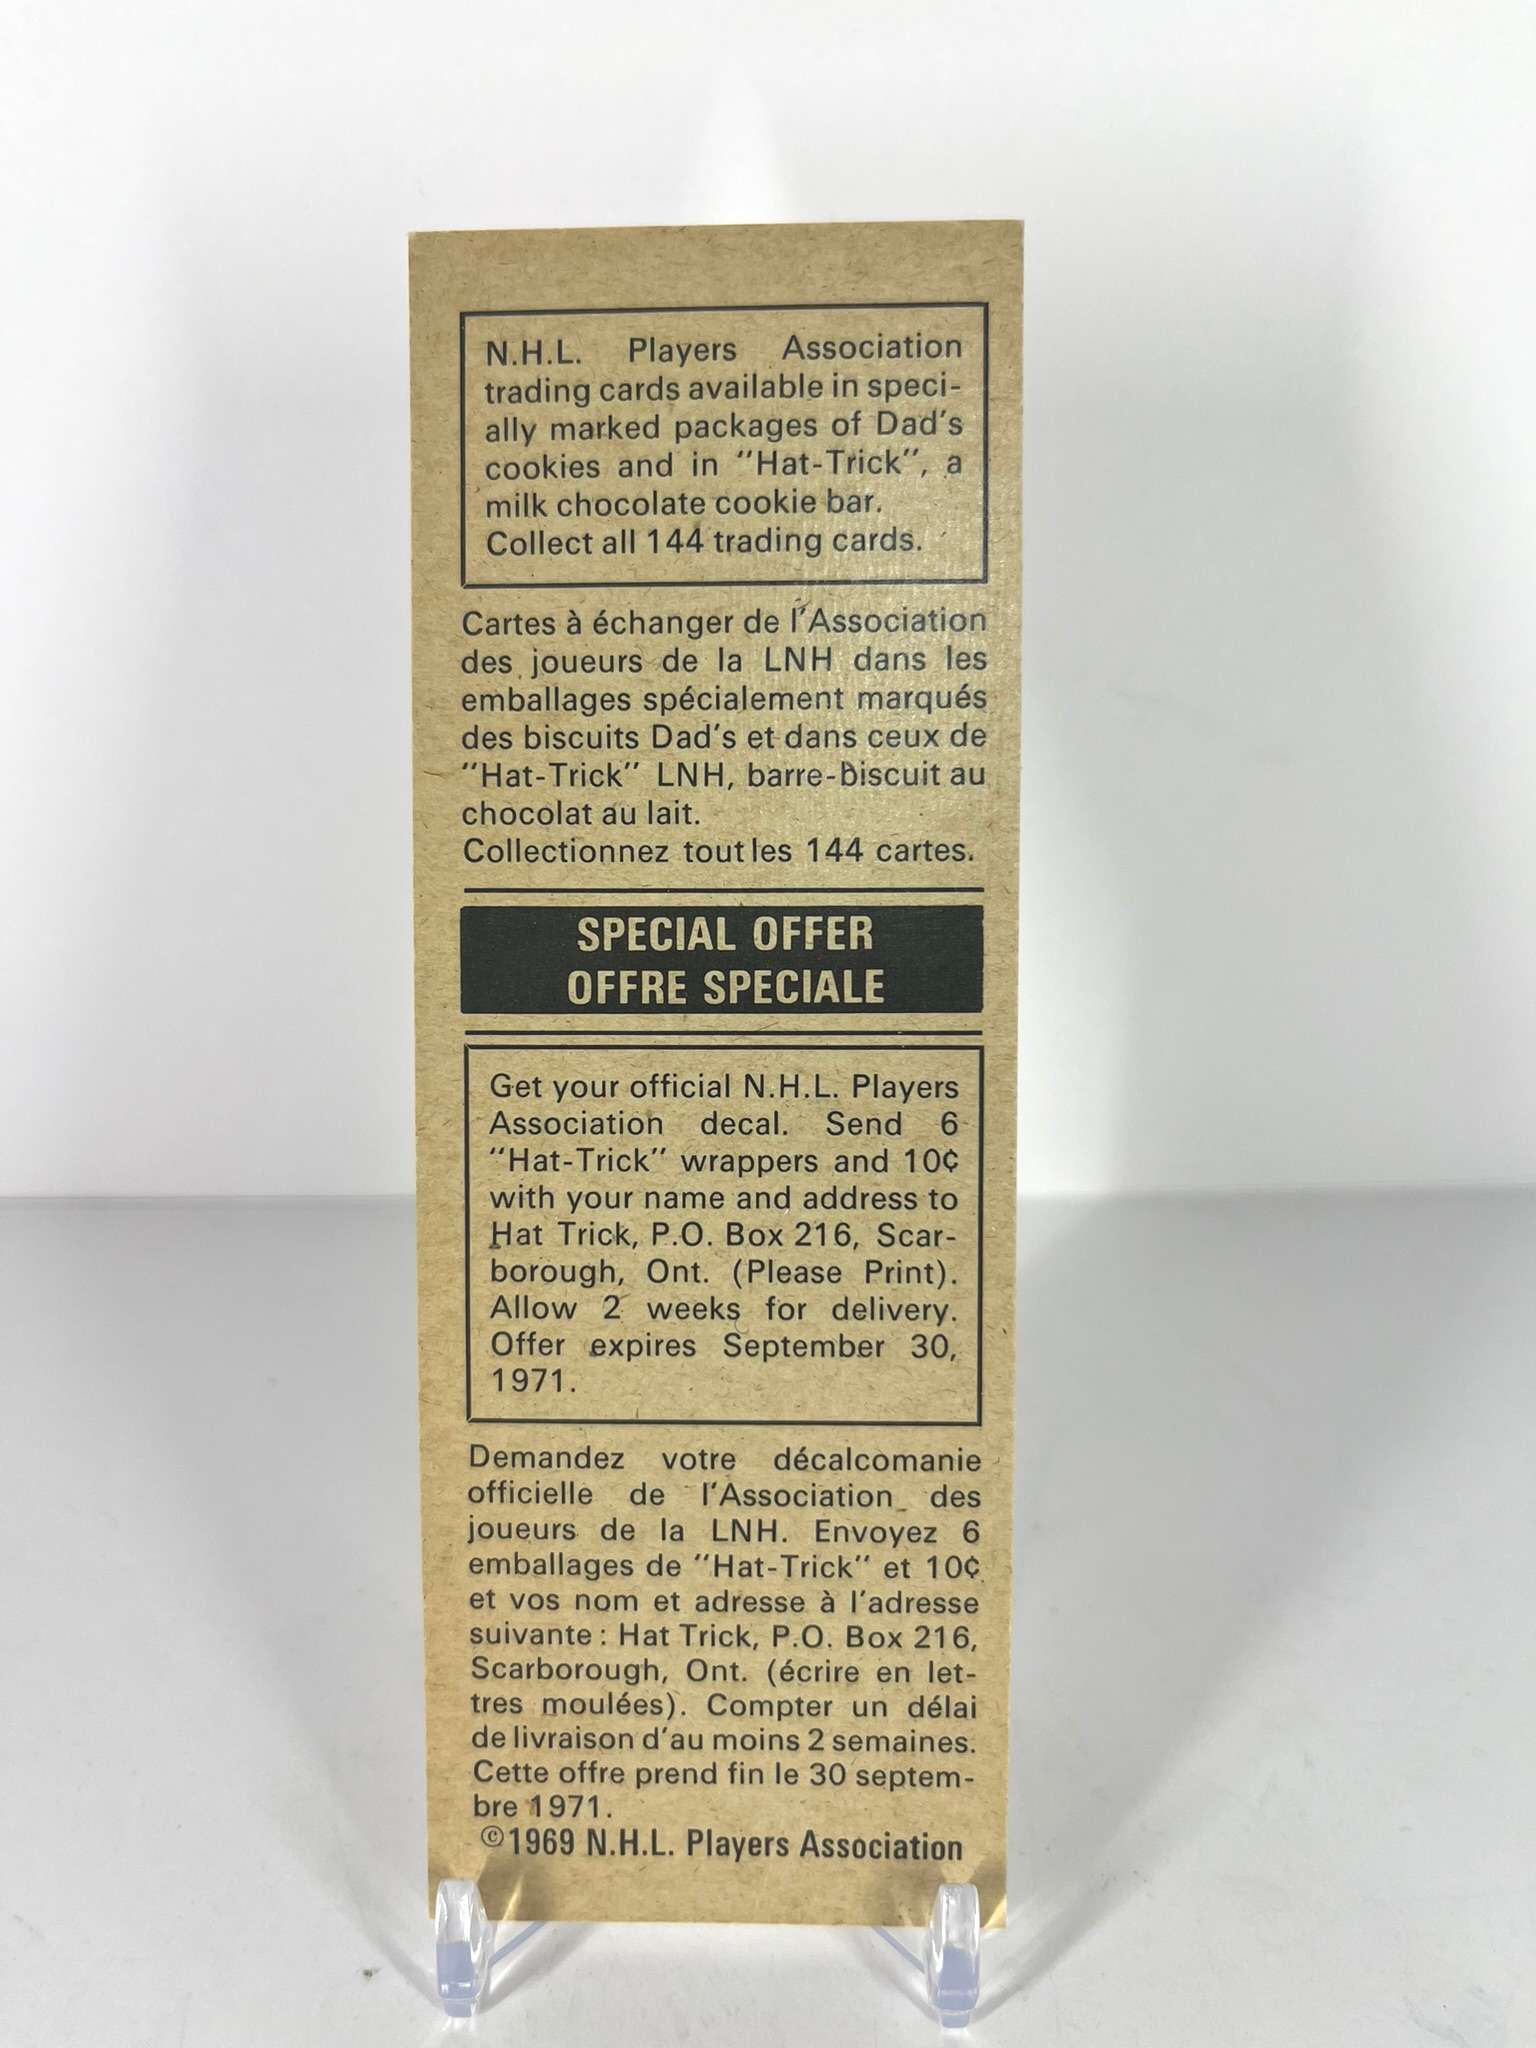 N.H.L. Players Association
trading cards available in speci-
ally marked packages of Dad's
cookies and in "Hat-Trick", a
milk chocolate cookie bar.
Collect all 144 trading cards.
Cartes à échanger de l'Association
des joueurs de la LNH dans les
emballages spécialement marqués
des biscuits Dad's et dans ceux de
"Hat-Trick" LNH, barre-biscuit au
chocolat au lait.
Collectionnez tout les 144 cartes.
SPECIAL OFFER
OFFRE SPECIALE
Get your official N.H.L. Players
Association decal. Send 6
"Hat-Trick" wrappers and 10¢
with your name and address to
Hat Trick, P.O. Box 216, Scar-
borough, Ont. (Please Print).
Allow 2 weeks for delivery.
Offer expires September 30,
1971.
Demandez votre décalcomanie
officielle de l'Association des
joueurs de la LNH. Envoyez 6
emballages de "Hat-Trick" et 10¢
et vos nom et adresse à l'adresse
suivante : Hat Trick, P.O. Box 216,
Scarborough, Ont. (écrire en let-
tres moulées). Compter un délai
de livraison d'au moins 2 semaines.
Cette offre prend fin le 30 septem-
bre 1971.
©1969 N.H.L. Players Association